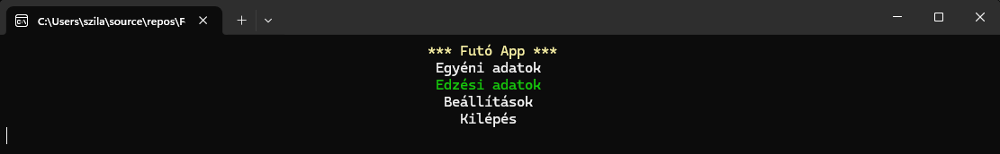 C:\Users\szila\source\repos\F
*** Futó App ***
Egyéni adatok
Edzési adatok
Beállítások
Kilépés